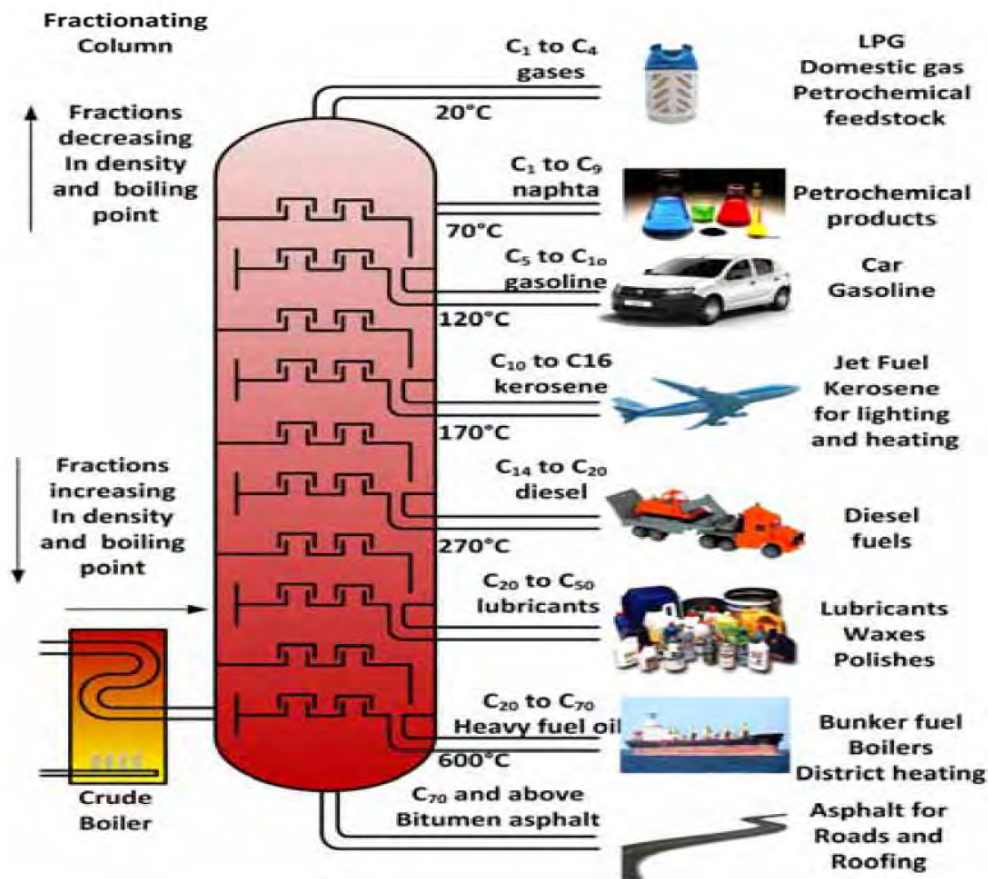 Fractionating
Column
Fractions
decreasing
In density
and boiling
point
Fractions
increasing
In density
and boiling
point
Crude
Boiler
C₁ to C₄
gases
20°C
LPG
Domestic gas
Petrochemical
feedstock
C₁ to C₉
naphta
70°C
Petrochemical
products
C₅ to C₁₀
gasoline
120°C
Car
Gasoline
C₁₀ to C16
kerosene
170°C
Jet Fuel
Kerosene
for lighting
and heating
C₁₄ to C₂₀
diesel
270°C
Diesel
fuels
C₂₀ to C₅₀
lubricants
Lubricants
Waxes
Polishes
C₂₀ to C₇₀
Heavy fuel oil
600°C
Bunker fuel
Boilers
District heating
C₇₀ and above
Bitumen asphalt
Asphalt for
Roads and
Roofing